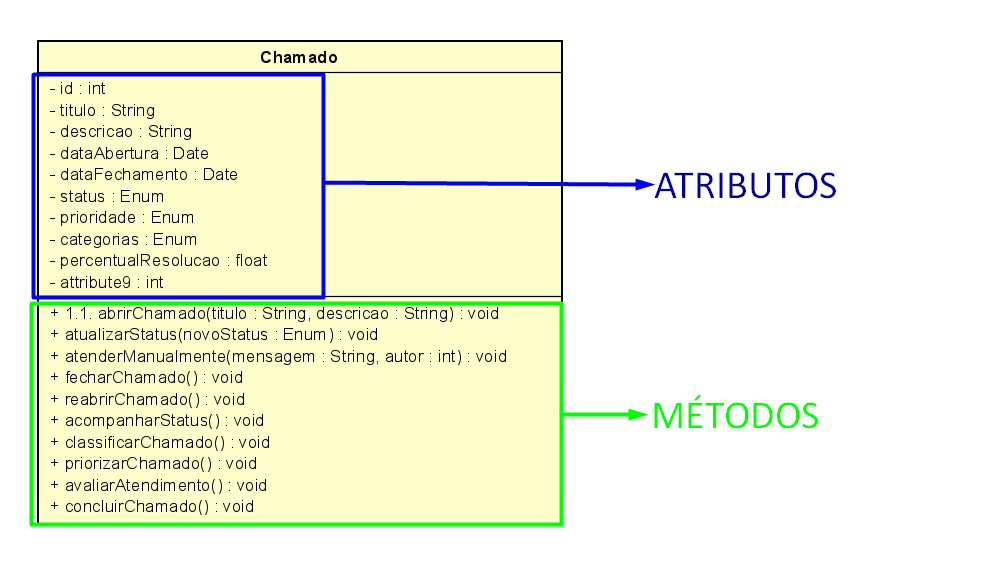 Chamado
- id : int
- titulo : String
- descricao : String
- dataAbertura : Date
- dataFechamento : Date
- status : Enum
- prioridade : Enum
- categorias : Enum
- percentualResolucao : float
- attribute9 : int
ATRIBUTOS
+ 1.1. abrirChamado(titulo : String, descricao : String) : void
+ atualizarStatus(novoStatus : Enum) : void
+ atenderManualmente(mensagem : String, autor : int) : void
+ fecharChamado() : void
+ reabrirChamado() : void
+ acompanharStatus() : void
+ classificarChamado() : void
+ priorizarChamado() : void
+ avaliarAtendimento() : void
+ concluirChamado() : void
MÉTODOS